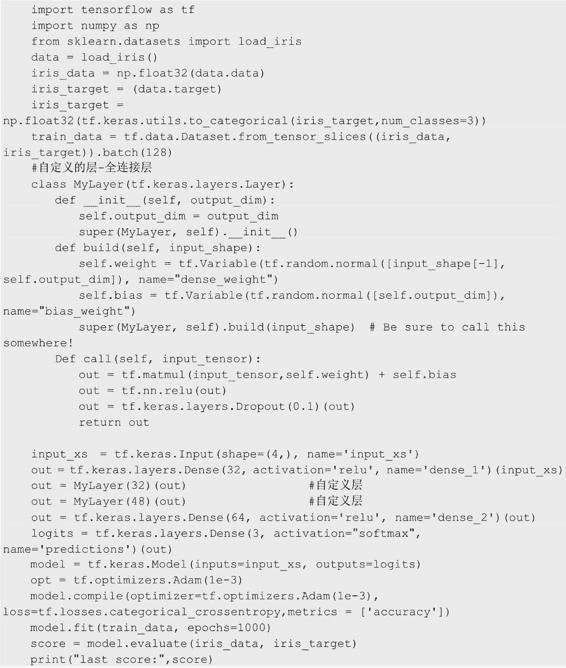 import tensorflow as tf
import numpy as np
from sklearn.datasets import load_iris
data = load_iris()
iris_data = np.float32(data.data)
iris_target = (data.target)
iris_target =
np.float32(tf.keras.utils.to_categorical(iris_target,num_classes=3))
train_data = tf.data.Dataset.from_tensor_slices((iris_data,
iris_target)).batch(128)
#自定义的层-全连接层
class MyLayer(tf.keras.layers.Layer):
def __init__(self, output_dim):
self.output_dim = output_dim
super(MyLayer, self).__init__()
def build(self, input_shape):
self.weight = tf.Variable(tf.random.normal([input_shape[-1],
self.output_dim]), name="dense_weight")
self.bias = tf.Variable(tf.random.normal([self.output_dim]),
name="bias_weight")
super(MyLayer, self).build(input_shape)  # Be sure to call this
somewhere!
Def call(self, input_tensor):
out = tf.matmul(input_tensor,self.weight) + self.bias
out = tf.nn.relu(out)
out = tf.keras.layers.Dropout(0.1)(out)
return out
input_xs  = tf.keras.Input(shape=(4,), name='input_xs')
out = tf.keras.layers.Dense(32, activation='relu', name='dense_1')(input_xs)
out = MyLayer(32)(out) #自定义层
out = MyLayer(48)(out) #自定义层
out = tf.keras.layers.Dense(64, activation='relu', name='dense_2')(out)
logits = tf.keras.layers.Dense(3, activation="softmax",
name='predictions')(out)
model = tf.keras.Model(inputs=input_xs, outputs=logits)
opt = tf.optimizers.Adam(1e-3)
model.compile(optimizer=tf.optimizers.Adam(1e-3),
loss=tf.losses.categorical_crossentropy,metrics = ['accuracy'])
model.fit(train_data, epochs=1000)
score = model.evaluate(iris_data, iris_target)
print("last score:",score)